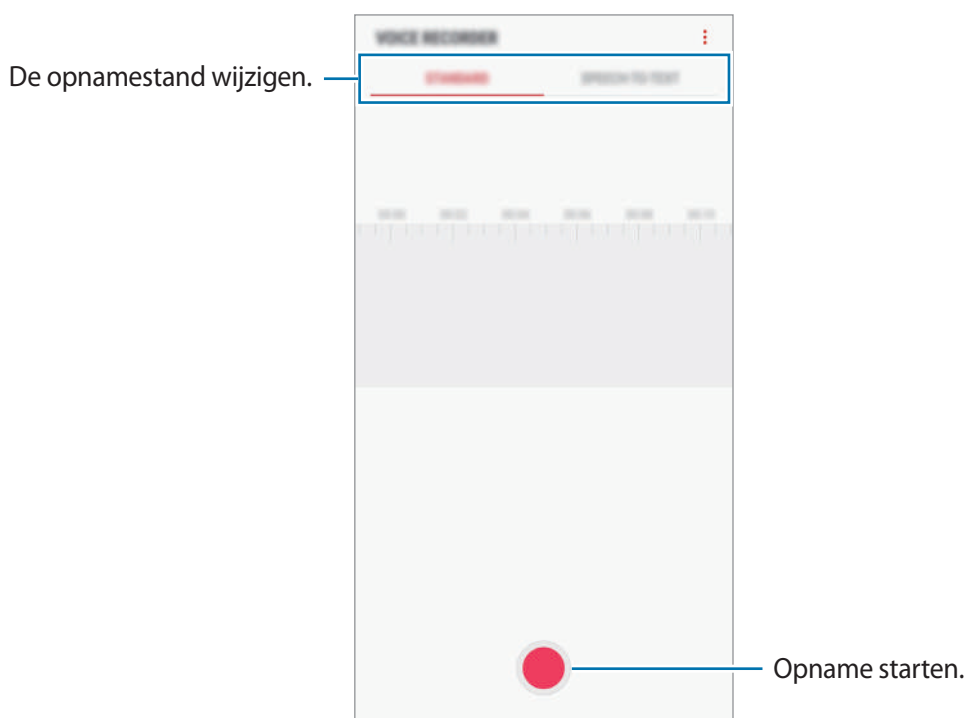 VOICE RECORDER
De opnamestand wijzigen.
STANDARD
SPEECH-TO-TEXT
Opname starten.